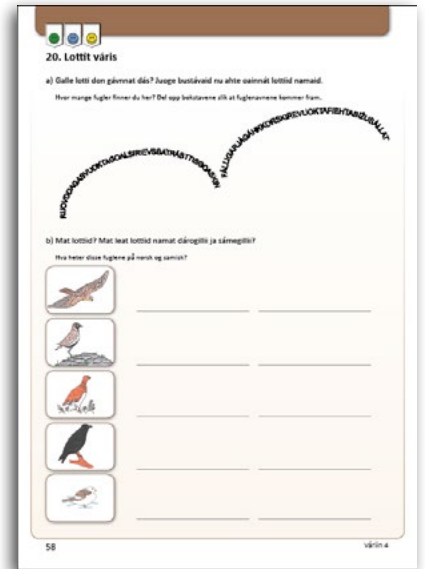 20. Lottit váris
a) Galle lotti don gávnnat dás? Juoge bustávaid nu ahte oainnát lottiid namaid.
Hvor mange fugler finner du her? Del opp bokstavene slik at fuglenavnene kommer fram.
b) Mat lottiid? Mat leat lottiid namat dárogillii ja sámegillii?
Hva heter disse fuglene på norsk og samisk?
58
váriin 4